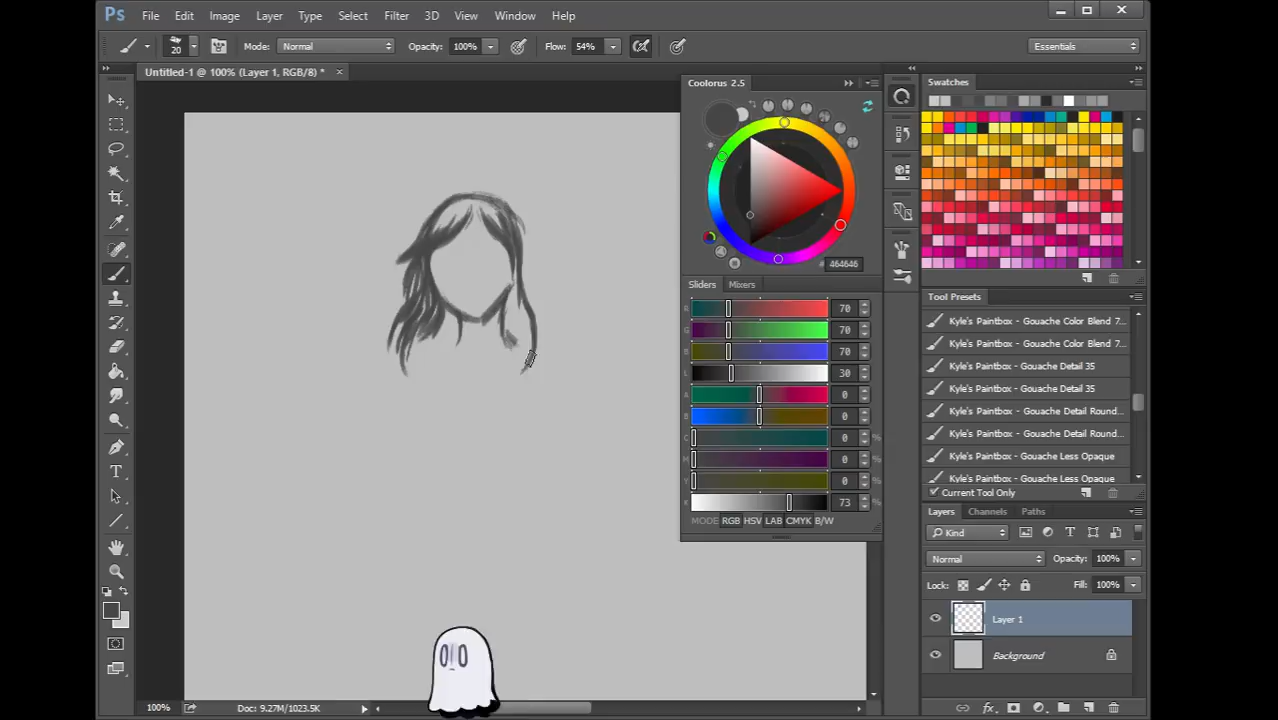 Ps File Edit Image Layer Type Select Filter 3D View Window Help
20 Mode: Normal Opacity: 100% Flow: 54% Essentials
Untitled-1 @ 100% (Layer 1, RGB/8) *
Coolorus 2.5
# 464646
Sliders Mixers
R 70
G 70
B 70
L 30
A 0
B 0
C 0 %
M 0 %
Y 0 %
K 73 %
MODE RGB HSV LAB CMYK B/W
Swatches
Tool Presets
Kyle's Paintbox - Gouache Color Blend 7...
Kyle's Paintbox - Gouache Color Blend 7...
Kyle's Paintbox - Gouache Detail 35
Kyle's Paintbox - Gouache Detail 35
Kyle's Paintbox - Gouache Detail Round...
Kyle's Paintbox - Gouache Detail Round...
Kyle's Paintbox - Gouache Less Opaque
Kyle's Paintbox - Gouache Less Opaque
Current Tool Only
Layers Channels Paths
Kind
Normal Opacity: 100%
Lock: Fill: 100%
Layer 1
Background
fx
100% Doc: 9.27M/1023.5K